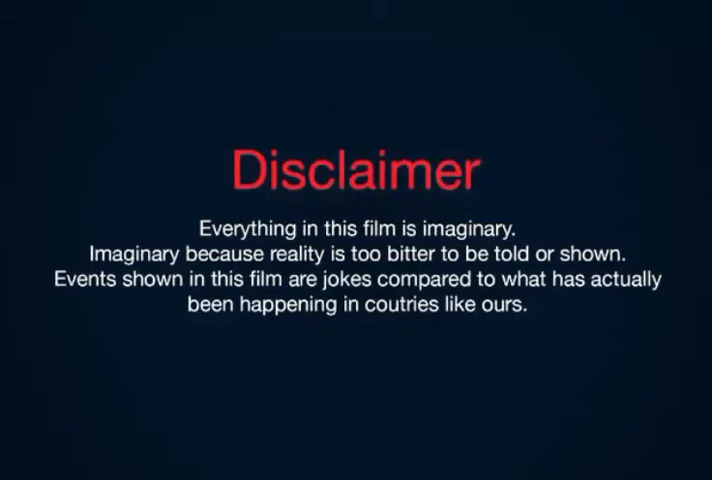 Disclaimer
Everything in this film is imaginary.
Imaginary because reality is too bitter to be told or shown.
Events shown in this film are jokes compared to what has actually
been happening in coutries like ours.